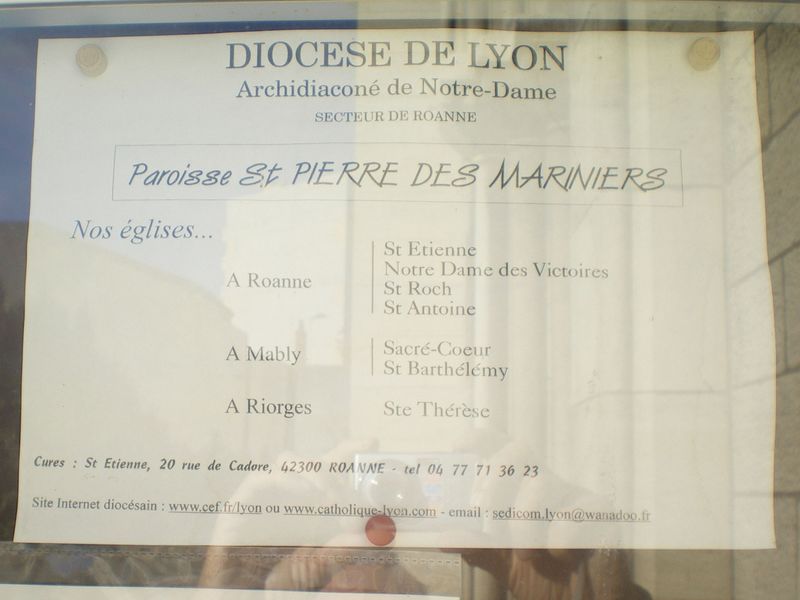 DIOCESE DE LYON
Archidiaconé de Notre-Dame
SECTEUR DE ROANNE
Paroisse St PIERRE DES MARINIERS
Nos églises...
A Roanne
St Etienne
Notre Dame des Victoires
St Roch
St Antoine
A Mably
Sacré-Coeur
St Barthélémy
A Riorges
Ste Thérèse
Cures : St Etienne, 20 rue de Cadore, 42300 ROANNE - tel 04 77 71 36 23
Site Internet diocésain : www.cef.fr/lyon ou www.catholique-lyon.com - email : sedicom.lyon@wanadoo.fr